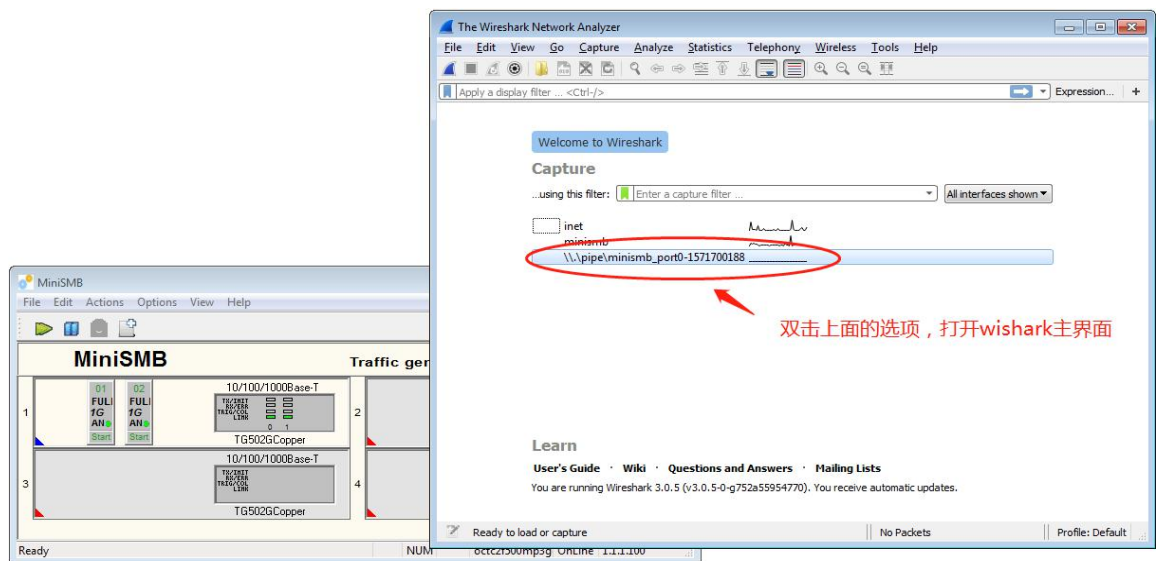 The Wireshark Network Analyzer
File Edit View Go Capture Analyze Statistics Telephony Wireless Tools Help
Apply a display filter ... <Ctrl-/>
Expression... +
Welcome to Wireshark
Capture
...using this filter: Enter a capture filter ... All interfaces shown
inet
minismb
\\.\pipe\minismb_port0-1571700188
双击上面的选项，打开wishark主界面
Learn
User's Guide · Wiki · Questions and Answers · Mailing Lists
You are running Wireshark 3.0.5 (v3.0.5-0-g752a55954770). You receive automatic updates.
Ready to load or capture No Packets Profile: Default
MiniSMB
File Edit Actions Options View Help
MiniSMB Traffic ger
01 02 10/100/1000Base-T
FULL FULL TX/INIT
1G 1G RX/ERR
AN AN TRIG/COL
LINK
1 2
0 1
Start Start TG502GCopper
10/100/1000Base-T
TX/INIT
RX/ERR
TRIG/COL
LINK
3 4
TG502GCopper
Ready NUM octc2f500mp3g OnLine 1.1.1.100